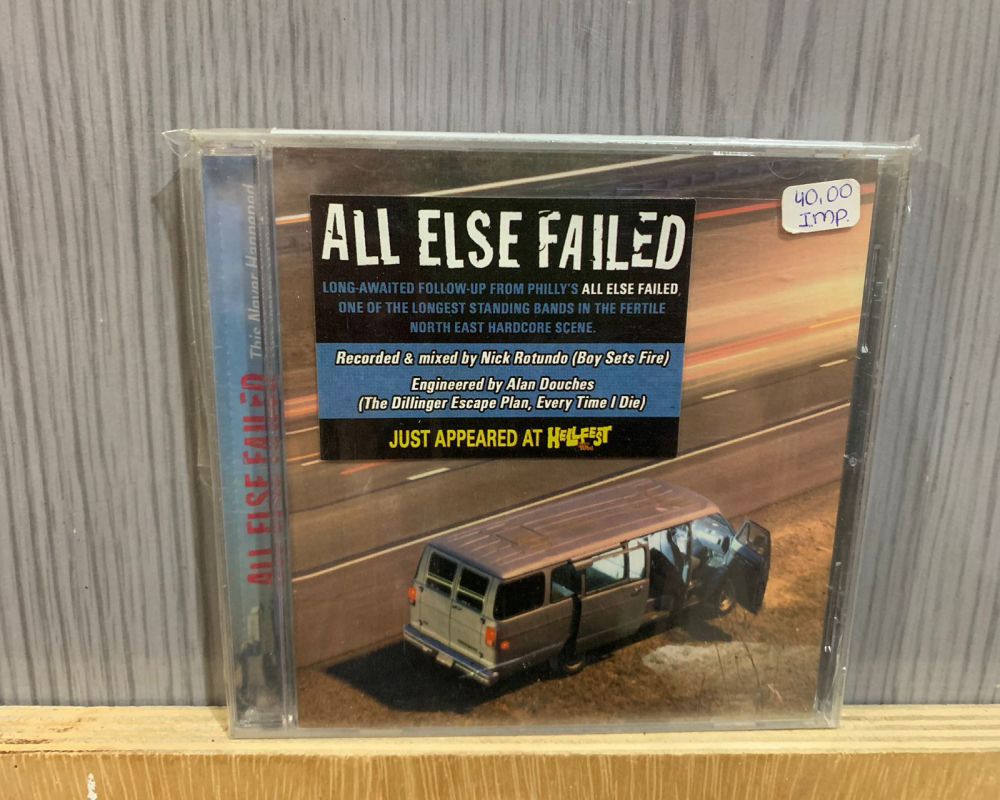 40,00
IMP.
ALL ELSE FAILED
LONG-AWAITED FOLLOW-UP FROM PHILLY'S ALL ELSE FAILED,
ONE OF THE LONGEST STANDING BANDS IN THE FERTILE
NORTH EAST HARDCORE SCENE.
Recorded & mixed by Nick Rotundo (Boy Sets Fire)
Engineered by Alan Douches
(The Dillinger Escape Plan, Every Time I Die)
JUST APPEARED AT HELLFEST
ALL ELSE FAILED This Never Happened